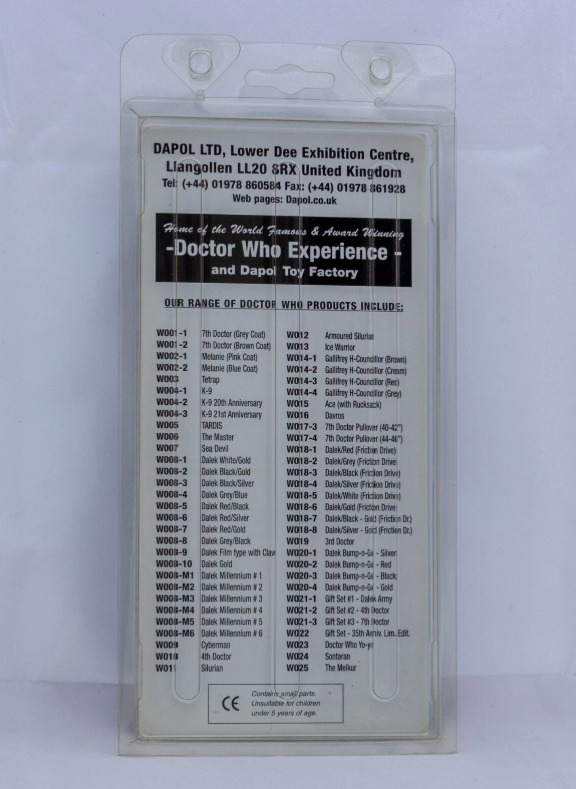 DAPOL LTD, Lower Dee Exhibition Centre,
Llangollen LL20 8RX United Kingdom
Tel: (+44) 01978 860584 Fax: (+44) 01978 861928
Web pages: Dapol.co.uk
Home of the World Famous & Award Winning
-Doctor Who Experience -
and Dapol Toy Factory
OUR RANGE OF DOCTOR WHO PRODUCTS INCLUDE:
W001-1 7th Doctor (Grey Coat)
W001-2 7th Doctor (Brown Coat)
W002-1 Melanie (Pink Coat)
W002-2 Melanie (Blue Coat)
W003 Tetrap
W004-1 K-9
W004-2 K-9 20th Anniversary
W004-3 K-9 21st Anniversary
W005 TARDIS
W006 The Master
W007 Sea Devil
W008-1 Dalek White/Gold
W008-2 Dalek Black/Gold
W008-3 Dalek Black/Silver
W008-4 Dalek Grey/Blue
W008-5 Dalek Red/Black
W008-6 Dalek Red/Silver
W008-7 Dalek Red/Gold
W008-8 Dalek Grey/Black
W008-9 Dalek Film type with Claw
W008-10 Dalek Gold
W008-M1 Dalek Millennium # 1
W008-M2 Dalek Millennium # 2
W008-M3 Dalek Millennium # 3
W008-M4 Dalek Millennium # 4
W008-M5 Dalek Millennium # 5
W008-M6 Dalek Millennium # 6
W009 Cyberman
W010 4th Doctor
W011 Silurian
W012 Armoured Silurian
W013 Ice Warrior
W014-1 Gallifrey H-Councillor (Brown)
W014-2 Gallifrey H-Councillor (Cream)
W014-3 Gallifrey H-Councillor (Red)
W014-4 Gallifrey H-Councillor (Grey)
W015 Ace (with Rucksack)
W016 Davros
W017-3 7th Doctor Pullover (40-42")
W017-4 7th Doctor Pullover (44-46")
W018-1 Dalek/Red (Friction Drive)
W018-2 Dalek/Grey (Friction Drive)
W018-3 Dalek/Black (Friction Drive)
W018-4 Dalek/Silver (Friction Drive)
W018-5 Dalek/White (Friction Drive)
W018-6 Dalek/Gold (Friction Drive)
W018-7 Dalek/Black - Gold (Friction Dr.)
W018-8 Dalek/Silver - Gold (Friction Dr.)
W019 3rd Doctor
W020-1 Dalek Bump-n-Go - Silver
W020-2 Dalek Bump-n-Go - Red
W020-3 Dalek Bump-n-Go - Black
W020-4 Dalek Bump-n-Go - Gold
W021-1 Gift Set #1 - Dalek Army
W021-2 Gift Set #2 - 4th Doctor
W021-3 Gift Set #3 - 7th Doctor
W022 Gift Set - 35th Anniv. Lim. Edit.
W023 Doctor Who Yo-yo
W024 Sontaran
W025 The Melkur
CE
Contains small parts.
Unsuitable for children
under 5 years of age.